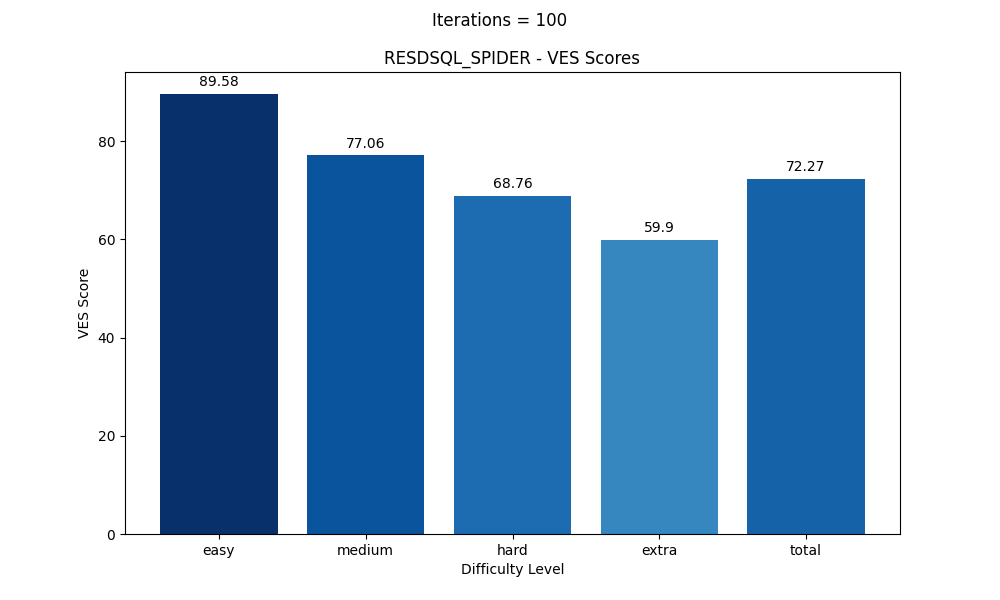 Iterations = 100
RESDSQL_SPIDER - VES Scores
89.58
77.06
68.76
59.9
72.27
80
60
40
20
0
VES Score
easy medium hard extra total
Difficulty Level